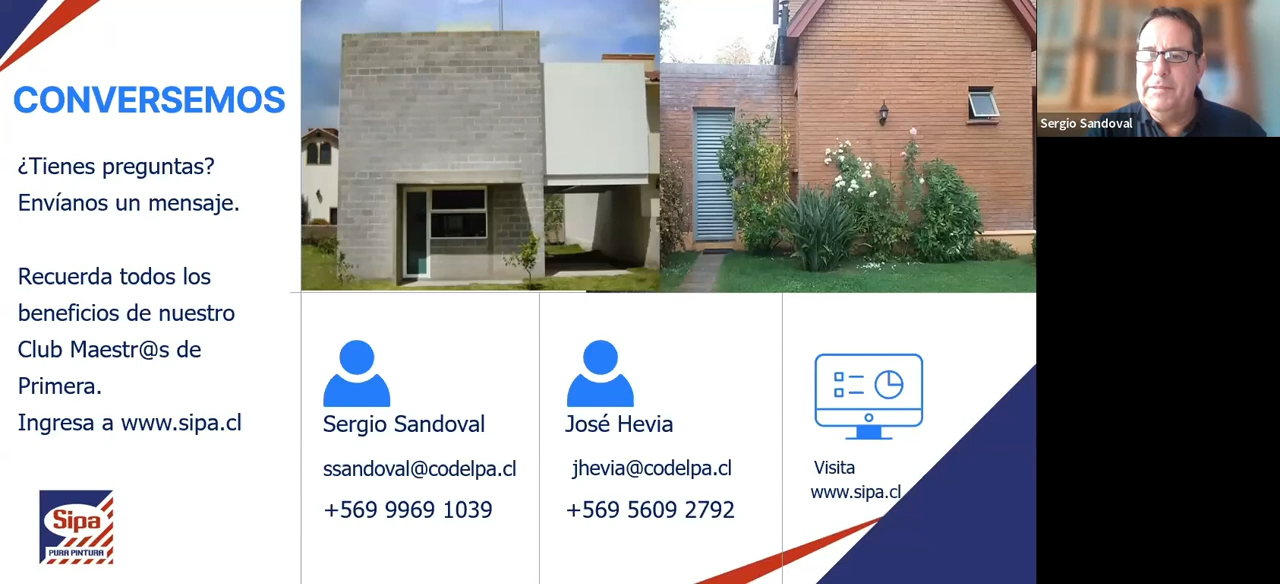 CONVERSEMOS
¿Tienes preguntas?
Envíanos un mensaje.
Recuerda todos los
beneficios de nuestro
Club Maestr@s de
Primera.
Ingresa a www.sipa.cl
Sipa
PURA PINTURA
Sergio Sandoval
ssandoval@codelpa.cl
+569 9969 1039
José Hevia
jhevia@codelpa.cl
+569 5609 2792
Visita
www.sipa.cl
Sergio Sandoval